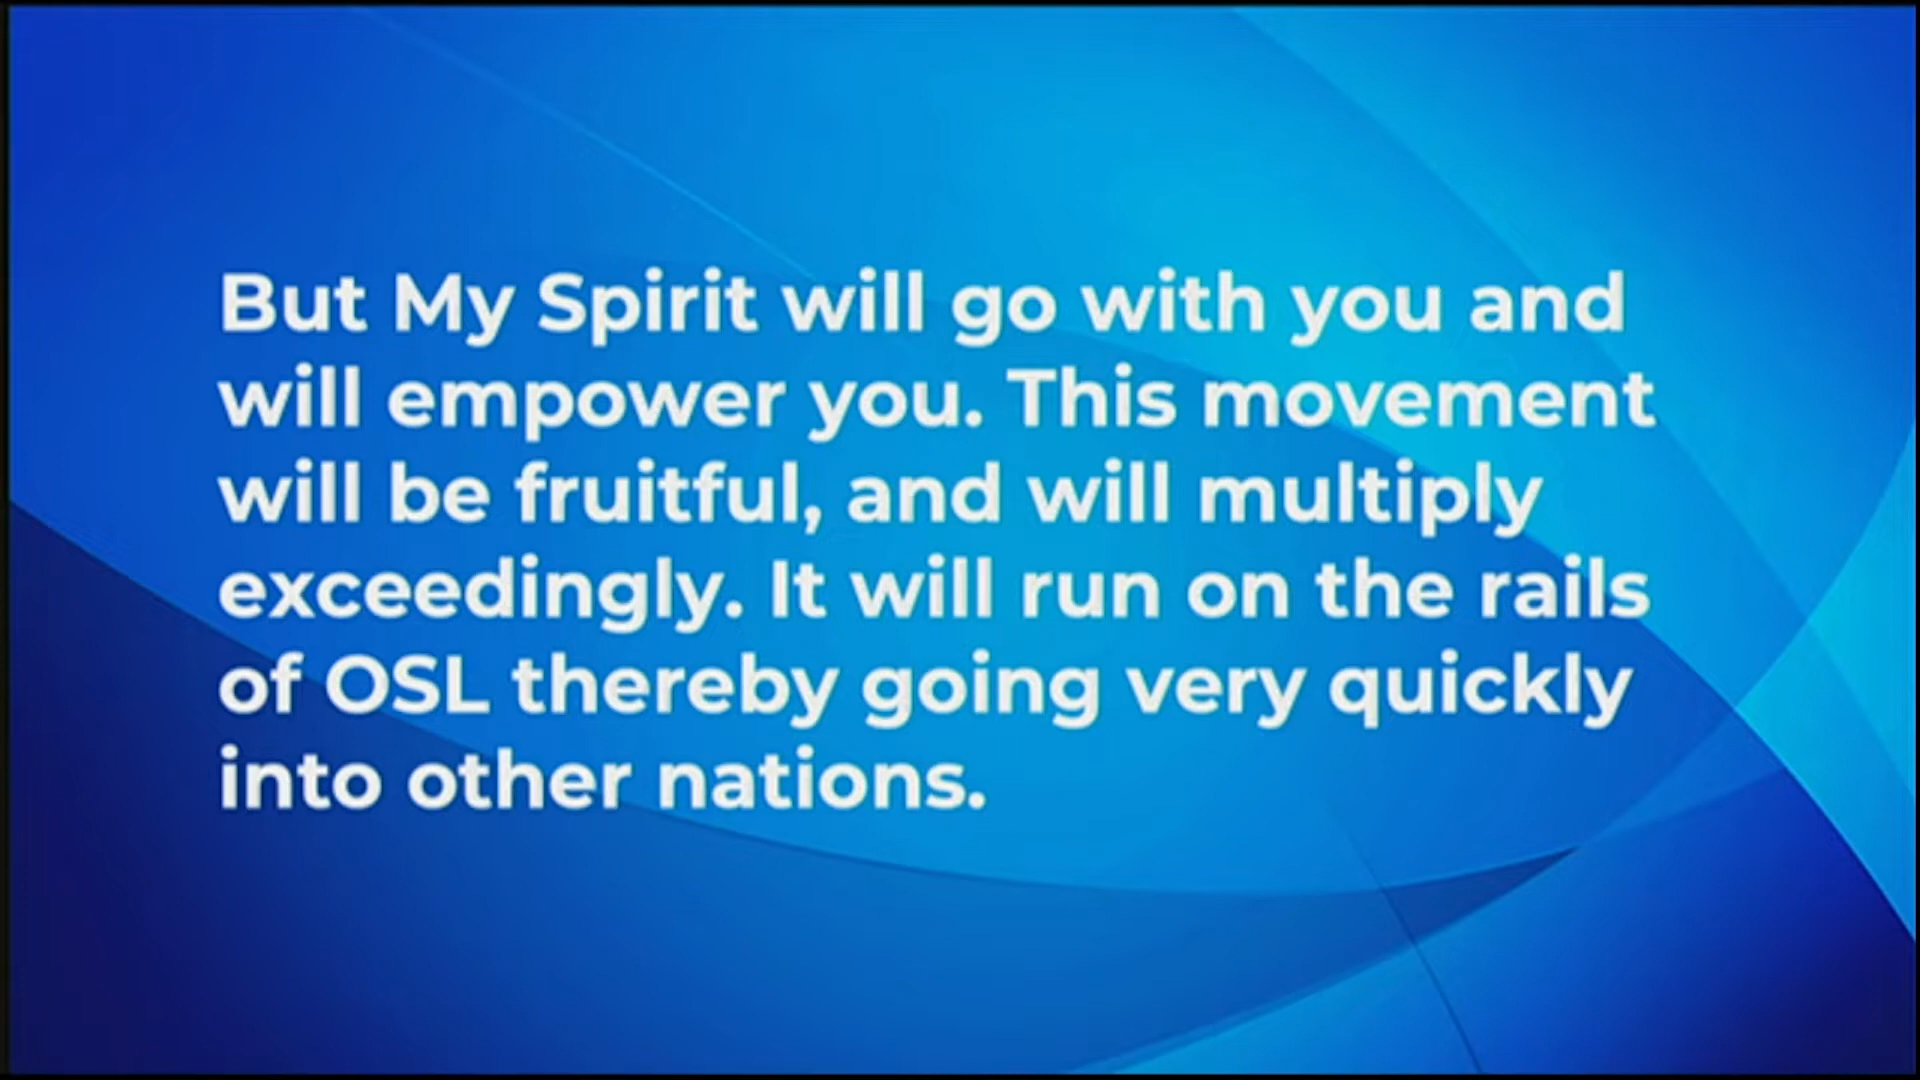 But My Spirit will go with you and
will empower you. This movement
will be fruitful, and will multiply
exceedingly. It will run on the rails
of OSL thereby going very quickly
into other nations.